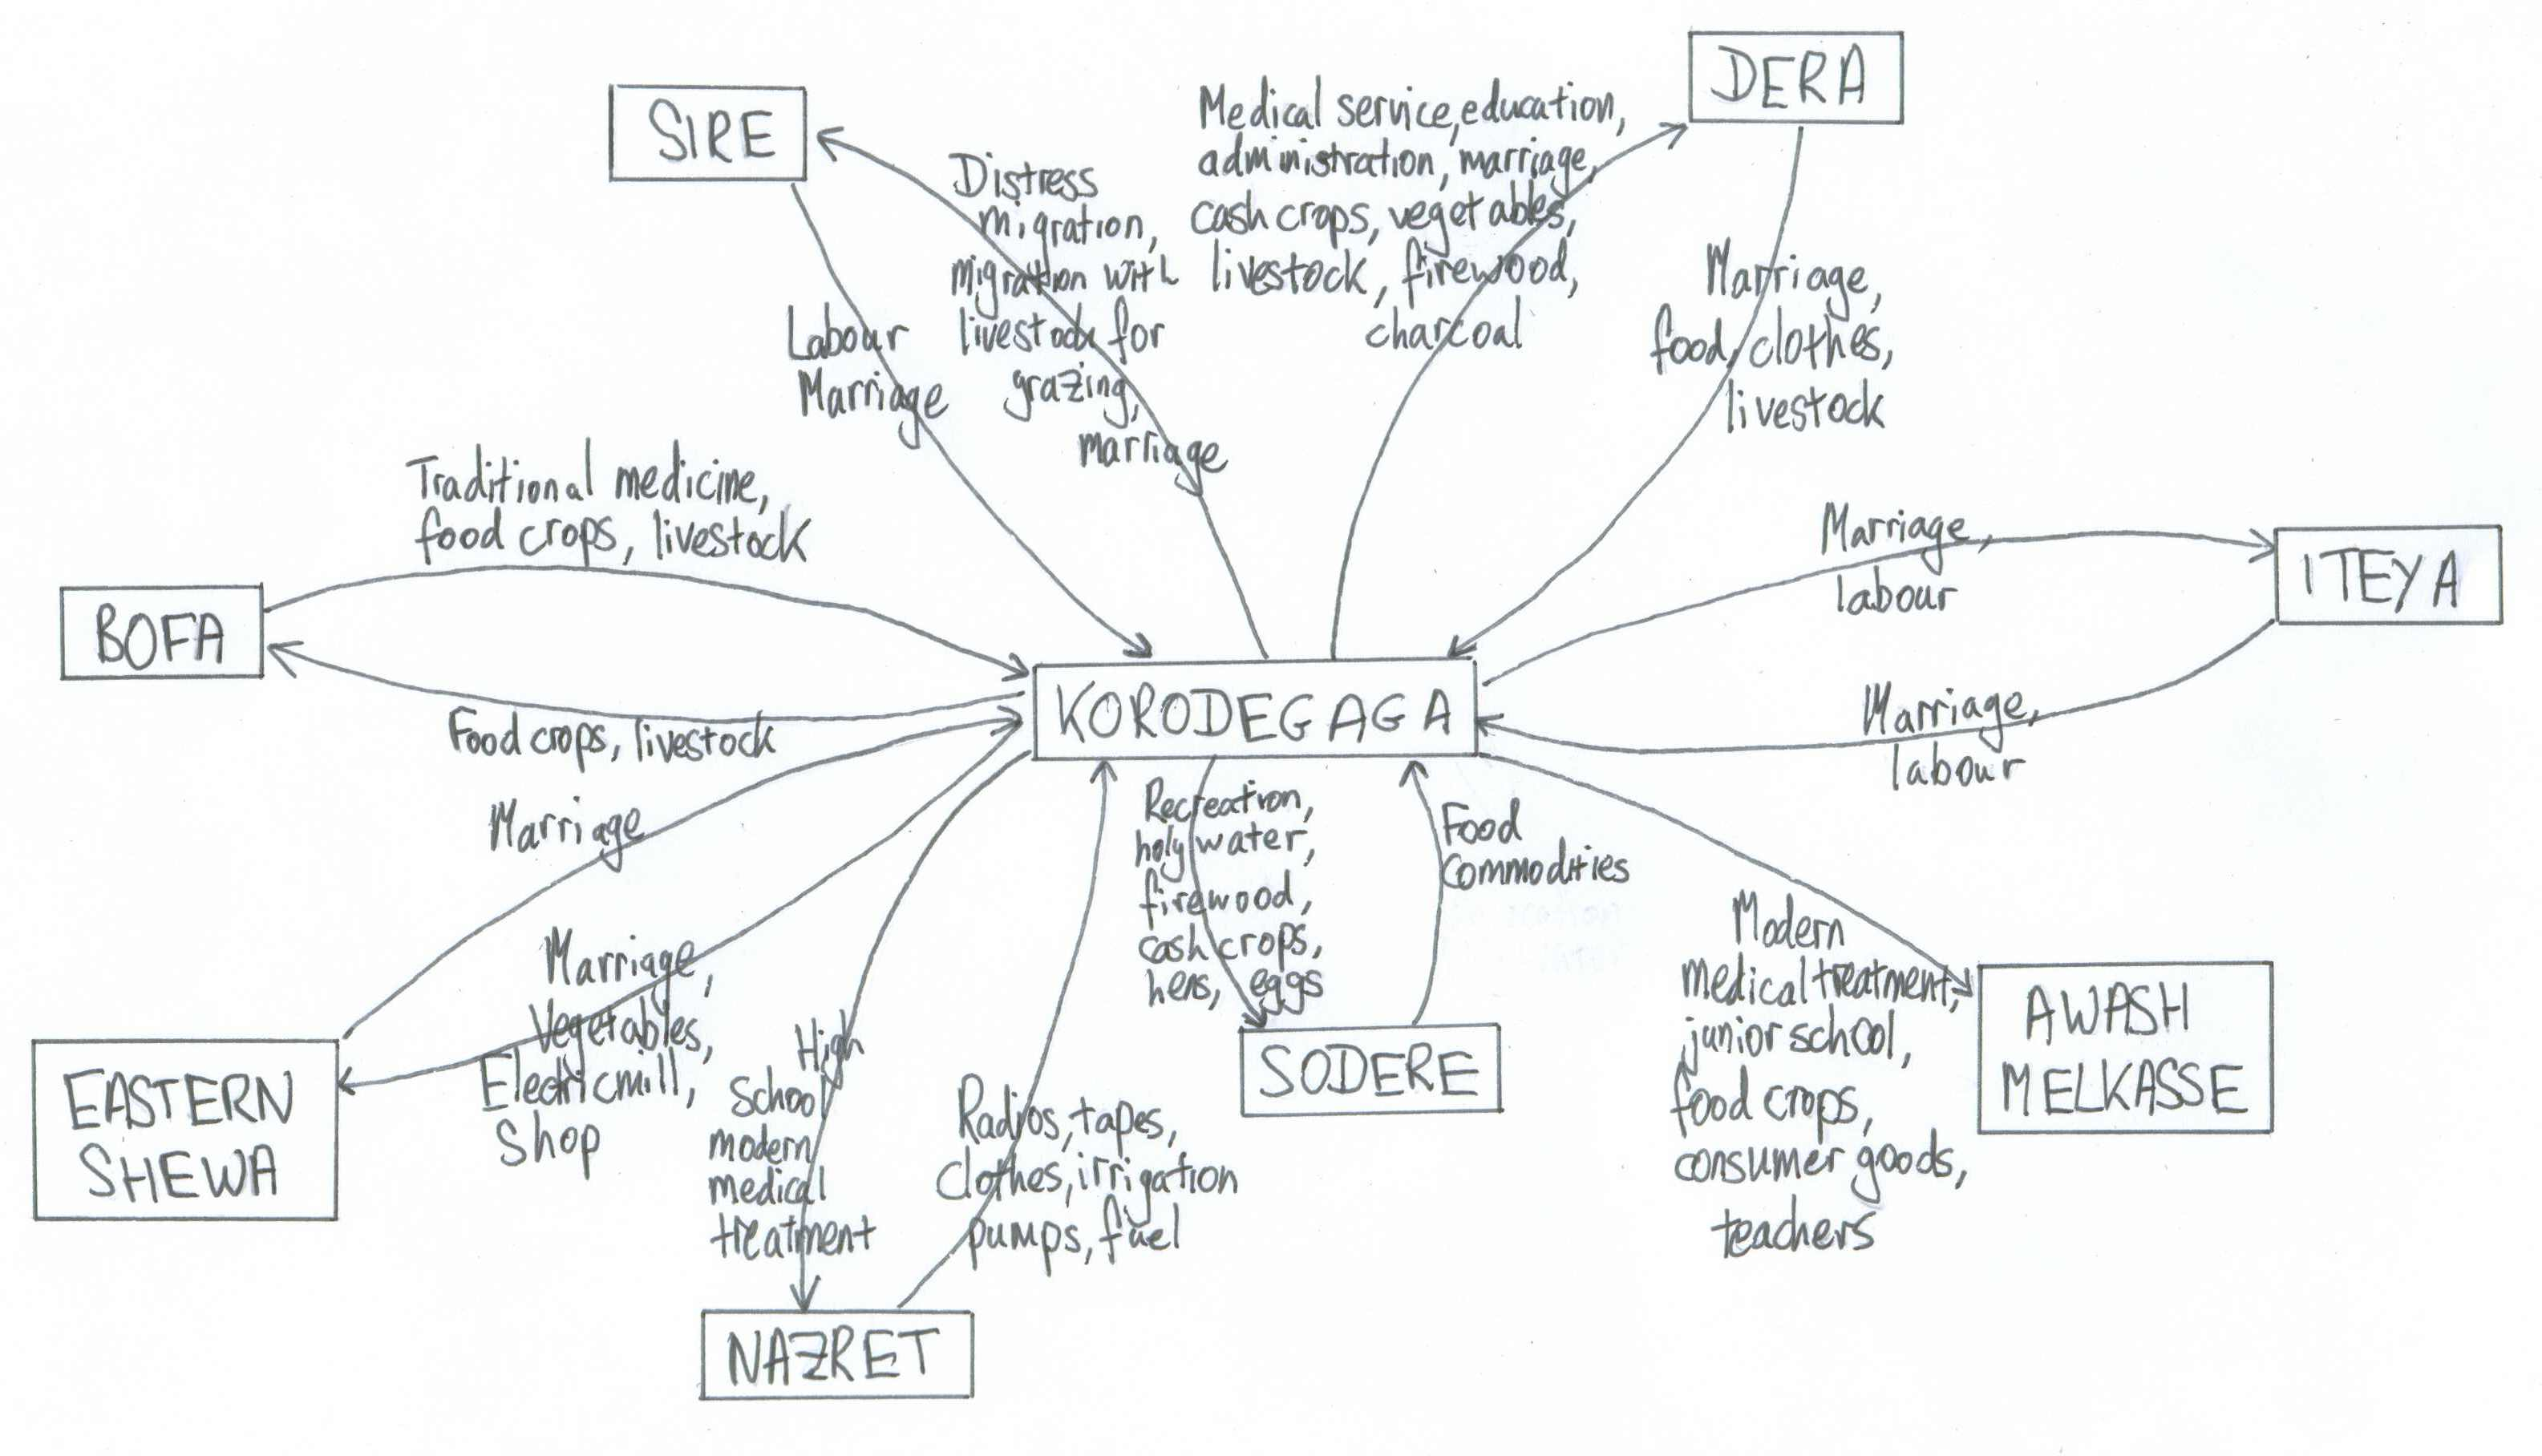 DERA
SIRE
Medical service, education,
administration, marriage,
cash crops, vegetables,
livestock, firewood,
charcoal
Distress
migration,
migration with
livestock for
grazing,
marriage
Labour
Marriage
Marriage,
food, clothes,
livestock
Traditional medicine,
food crops, livestock
Marriage,
labour
ITEYA
BOFA
KORODEGAGA
Food crops, livestock
Marriage,
labour
Marriage
Recreation,
holy water,
firewood,
cash crops,
hens, eggs
Food
Commodities
Marriage,
Vegetables,
Electric mill,
Shop
Modern
medical treatment,
junior school,
food crops,
consumer goods,
teachers
High
School
modern
medical
treatment
Radios, tapes,
clothes, irrigation
pumps, fuel
SODERE
AWASH
MELKASSE
EASTERN
SHEWA
NAZRET